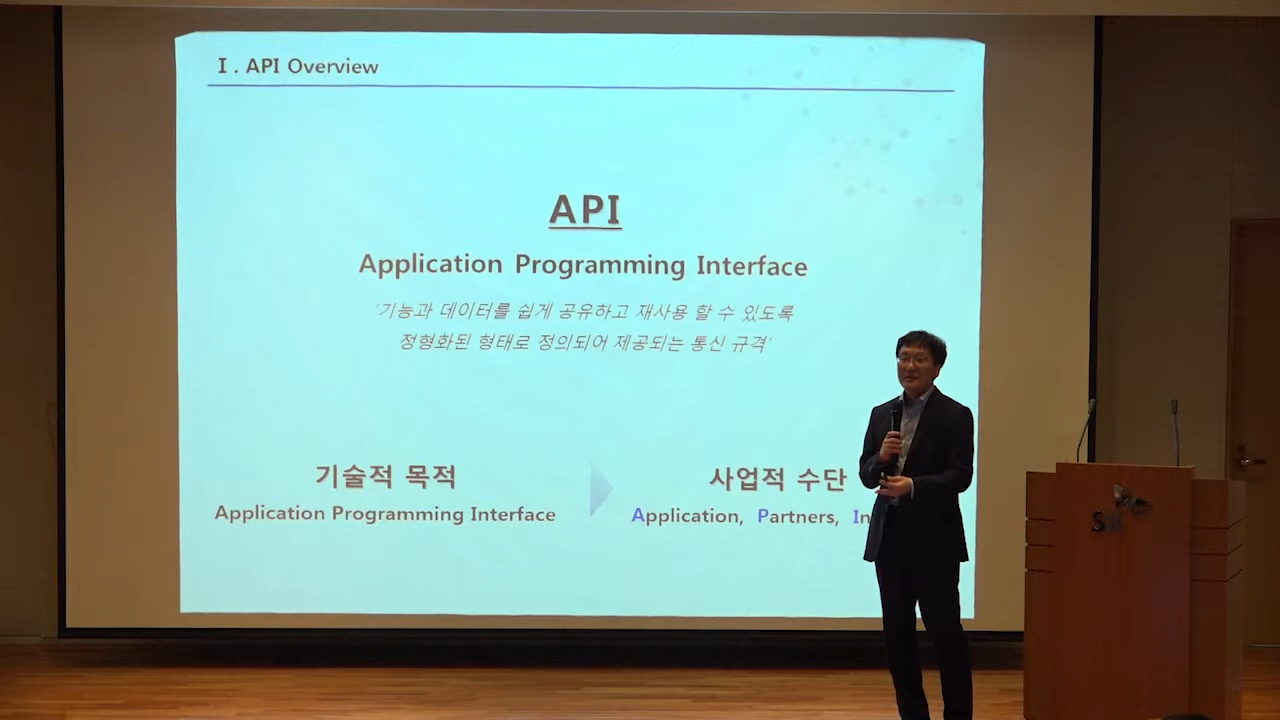 I . API Overview
API
Application Programming Interface
'기능과 데이터를 쉽게 공유하고 재사용 할 수 있도록
정형화된 형태로 정의되어 제공되는 통신 규격'
기술적 목적
Application Programming Interface
사업적 수단
Application, Partners,
SK